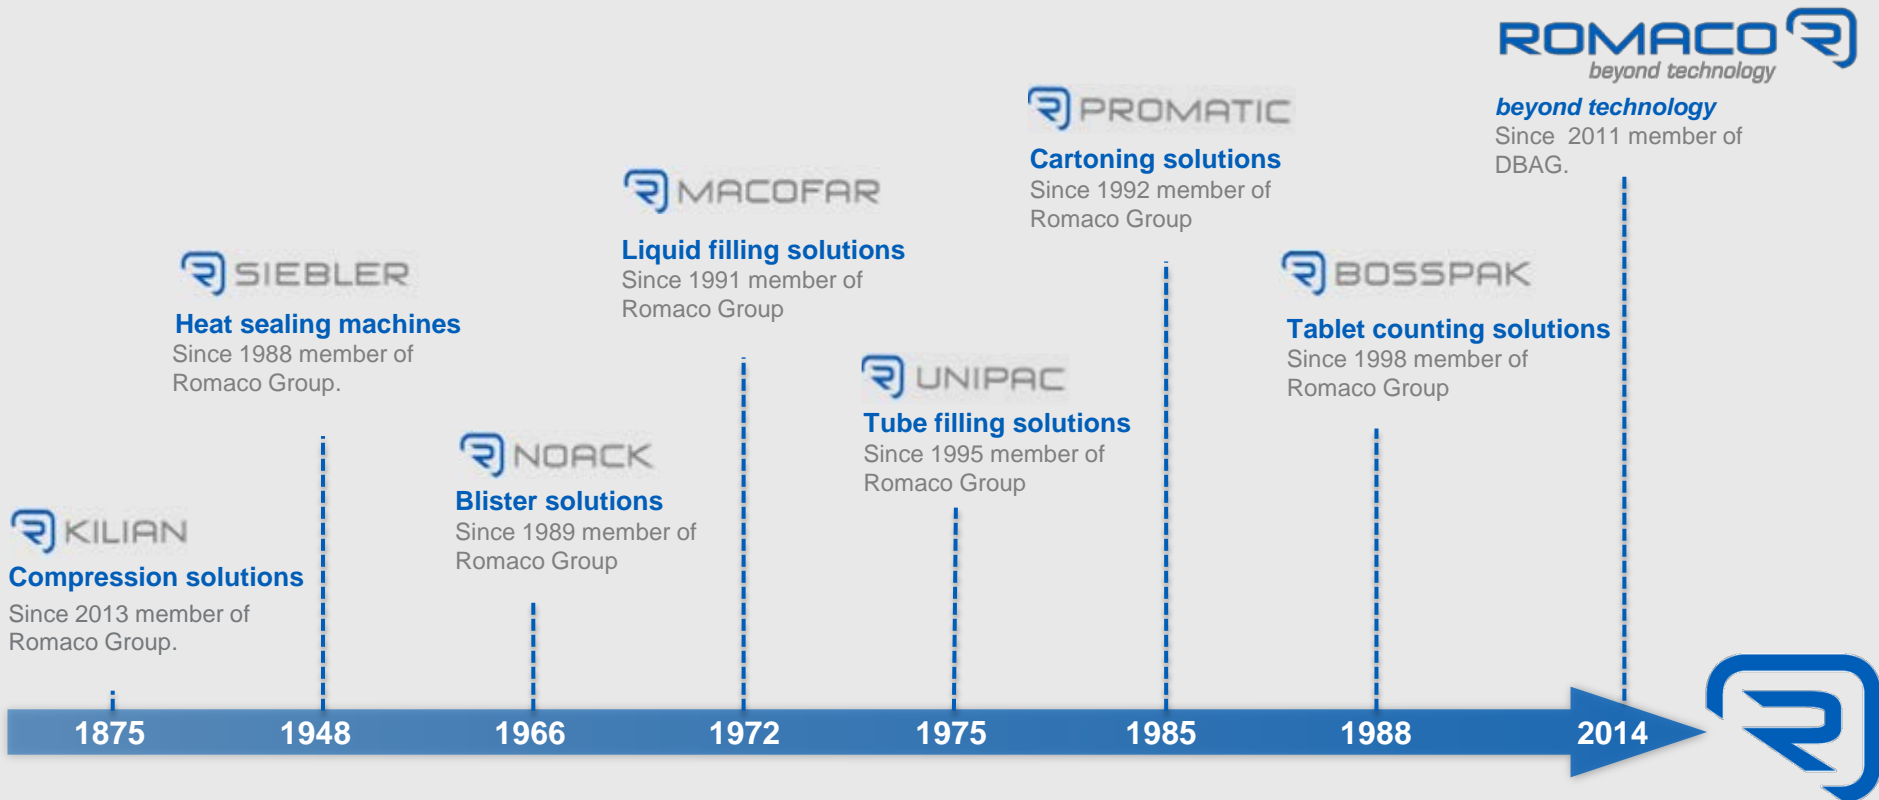 ROMACO
beyond technology
beyond technology
Since 2011 member of
DBAG.
PROMATIC
Cartoning solutions
Since 1992 member of
Romaco Group
MACOFAR
Liquid filling solutions
Since 1991 member of
Romaco Group
SIEBLER
Heat sealing machines
Since 1988 member of
Romaco Group.
BOSSPAK
Tablet counting solutions
Since 1998 member of
Romaco Group
UNIPAC
Tube filling solutions
Since 1995 member of
Romaco Group
NOACK
Blister solutions
Since 1989 member of
Romaco Group
KILIAN
Compression solutions
Since 2013 member of
Romaco Group.
1875 1948 1966 1972 1975 1985 1988 2014